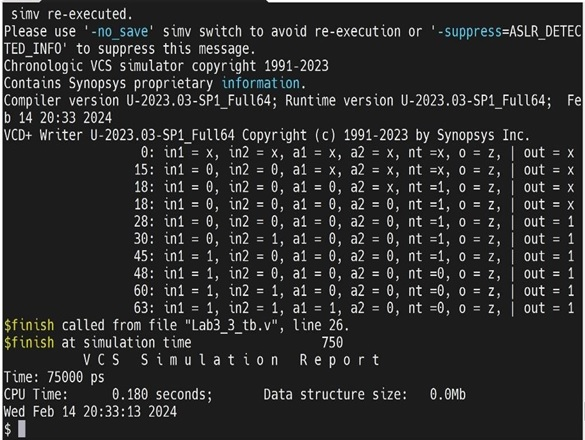 simv re-executed.
Please use '-no_save' simv switch to avoid re-execution or '-suppress=ASLR_DETEC
TED_INFO' to suppress this message.
Chronologic VCS simulator copyright 1991-2023
Contains Synopsys proprietary information.
Compiler version U-2023.03-SP1_Full64; Runtime version U-2023.03-SP1_Full64;  Fe
b 14 20:33 2024
VCD+ Writer U-2023.03-SP1_Full64 Copyright (c) 1991-2023 by Synopsys Inc.
0: in1 = x, in2 = x, a1 = x, a2 = x, nt =x, o = z, | out = x
15: in1 = 0, in2 = 0, a1 = x, a2 = x, nt =x, o = z, | out = x
18: in1 = 0, in2 = 0, a1 = x, a2 = x, nt =1, o = z, | out = x
18: in1 = 0, in2 = 0, a1 = 0, a2 = x, nt =1, o = z, | out = x
28: in1 = 0, in2 = 0, a1 = 0, a2 = 0, nt =1, o = z, | out = 1
30: in1 = 0, in2 = 1, a1 = 0, a2 = 0, nt =1, o = z, | out = 1
45: in1 = 1, in2 = 0, a1 = 0, a2 = 0, nt =1, o = z, | out = 1
48: in1 = 1, in2 = 0, a1 = 0, a2 = 0, nt =0, o = z, | out = 1
60: in1 = 1, in2 = 1, a1 = 0, a2 = 0, nt =0, o = z, | out = 1
63: in1 = 1, in2 = 1, a1 = 1, a2 = 0, nt =0, o = z, | out = 1
$finish called from file "Lab3_3_tb.v", line 26.
$finish at simulation time                  750
V C S   S i m u l a t i o n   R e p o r t
Time: 75000 ps
CPU Time:      0.180 seconds;       Data structure size:   0.0Mb
Wed Feb 14 20:33:13 2024
$